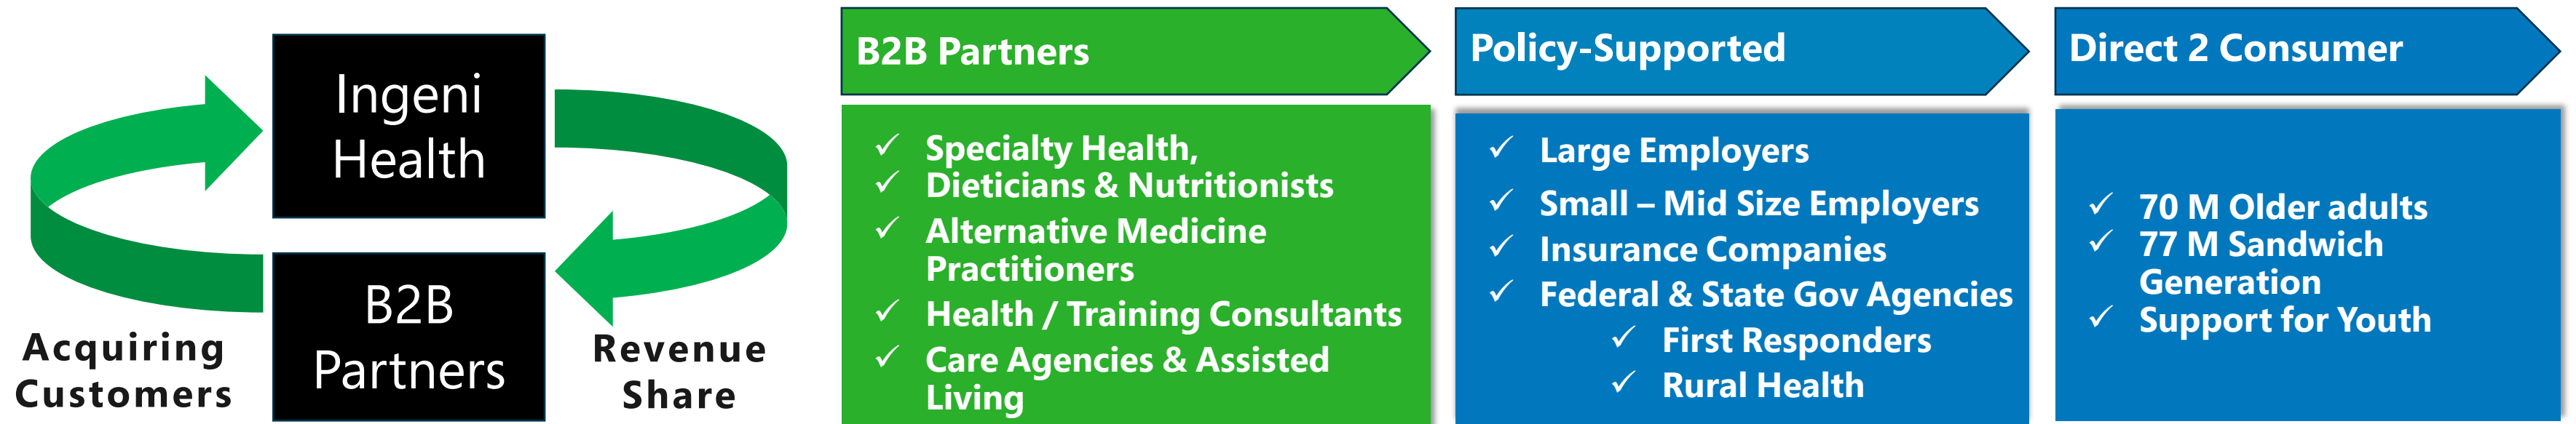 Ingeni
Health
B2B
Partners
Acquiring
Customers
Revenue
Share
B2B Partners
✓ Specialty Health,
✓ Dieticians & Nutritionists
✓ Alternative Medicine
Practitioners
✓ Health / Training Consultants
✓ Care Agencies & Assisted
Living
Policy-Supported
✓ Large Employers
✓ Small – Mid Size Employers
✓ Insurance Companies
✓ Federal & State Gov Agencies
✓ First Responders
✓ Rural Health
Direct 2 Consumer
✓ 70 M Older adults
✓ 77 M Sandwich
Generation
✓ Support for Youth